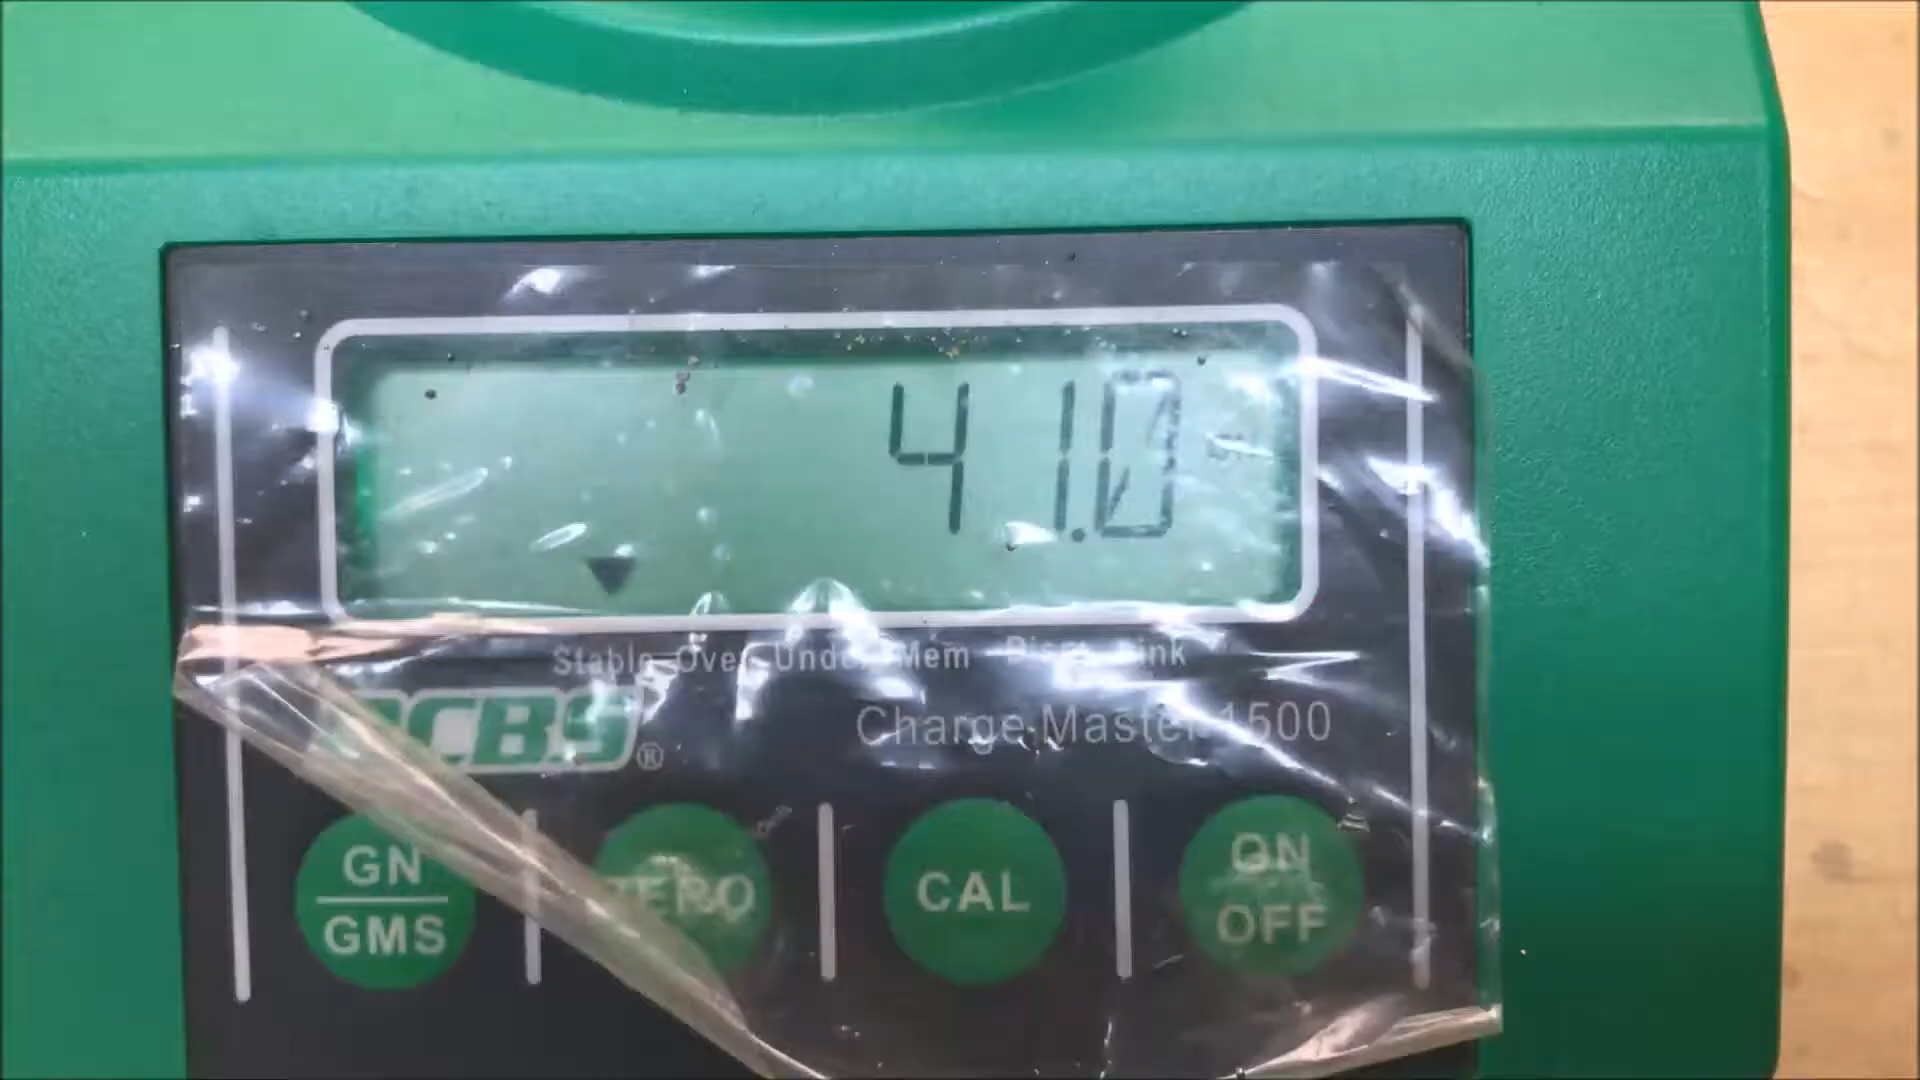 41.0
Stable Over Under Mem
RCBS®
Charge Master 1500
GN
GMS
ZERO
CAL
ON
OFF